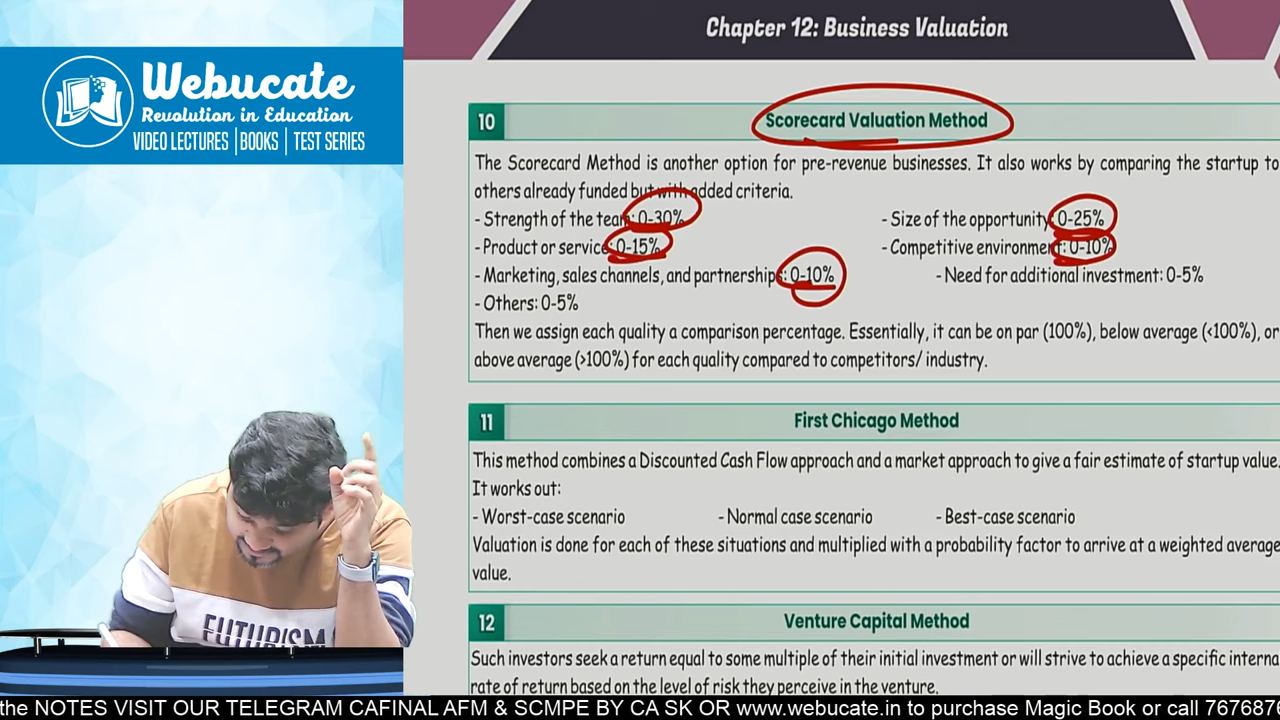 Webucate
Revolution in Education
VIDEO LECTURES | BOOKS | TEST SERIES
Chapter 12: Business Valuation
10 Scorecard Valuation Method
The Scorecard Method is another option for pre-revenue businesses. It also works by comparing the startup to
others already funded but with added criteria.
- Strength of the team: 0-30% - Size of the opportunity: 0-25%
- Product or service: 0-15% - Competitive environment: 0-10%
- Marketing, sales channels, and partnerships: 0-10% - Need for additional investment: 0-5%
- Others: 0-5%
Then we assign each quality a comparison percentage. Essentially, it can be on par (100%), below average (<100%), or
above average (>100%) for each quality compared to competitors/ industry.
11 First Chicago Method
This method combines a Discounted Cash Flow approach and a market approach to give a fair estimate of startup value.
It works out:
- Worst-case scenario - Normal case scenario - Best-case scenario
Valuation is done for each of these situations and multiplied with a probability factor to arrive at a weighted average
value.
12 Venture Capital Method
Such investors seek a return equal to some multiple of their initial investment or will strive to achieve a specific interna
rate of return based on the level of risk they perceive in the venture.
FUTURISM
the NOTES VISIT OUR TELEGRAM CAFINAL AFM & SCMPE BY CA SK OR www.webucate.in to purchase Magic Book or call 767687